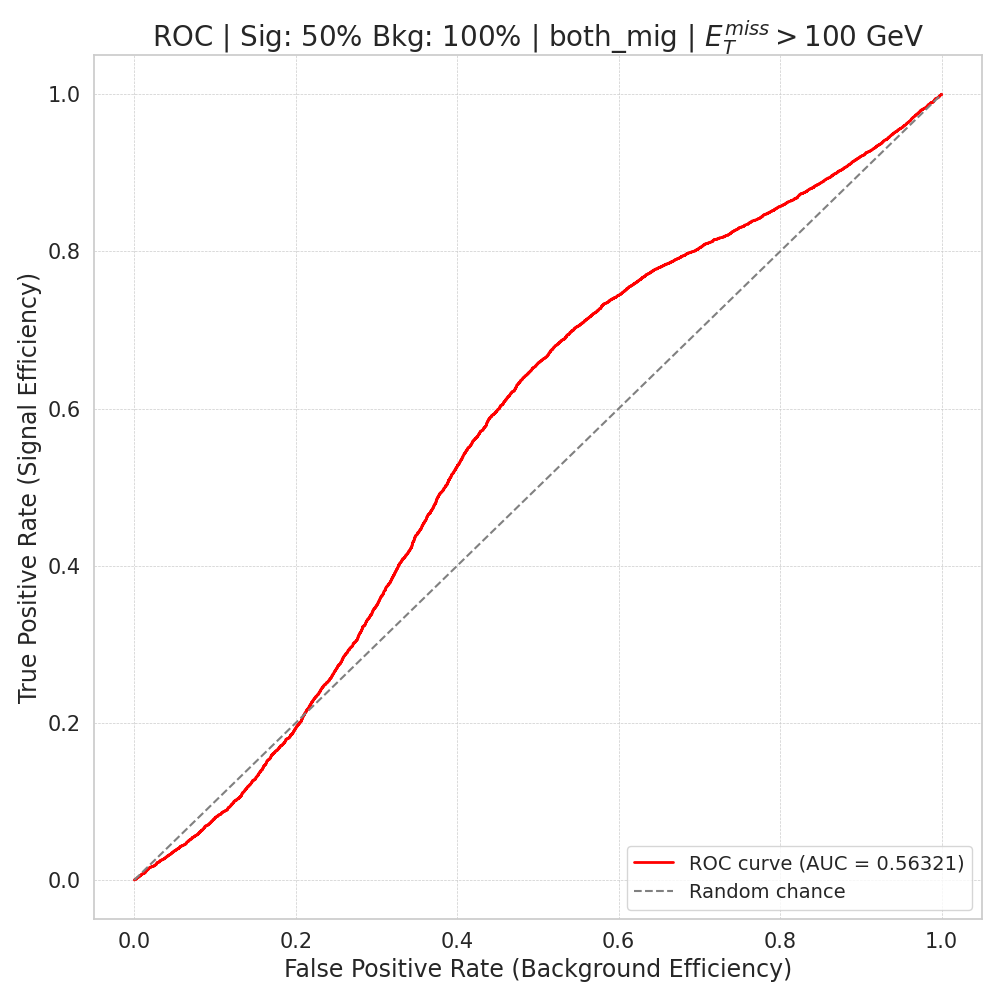 ROC | Sig: 50% Bkg: 100% | both_mig | $E_T^{miss} > 100$ GeV
True Positive Rate (Signal Efficiency)
1.0
0.8
0.6
0.4
0.2
0.0
ROC curve (AUC = 0.56321)
Random chance
0.0 0.2 0.4 0.6 0.8 1.0
False Positive Rate (Background Efficiency)